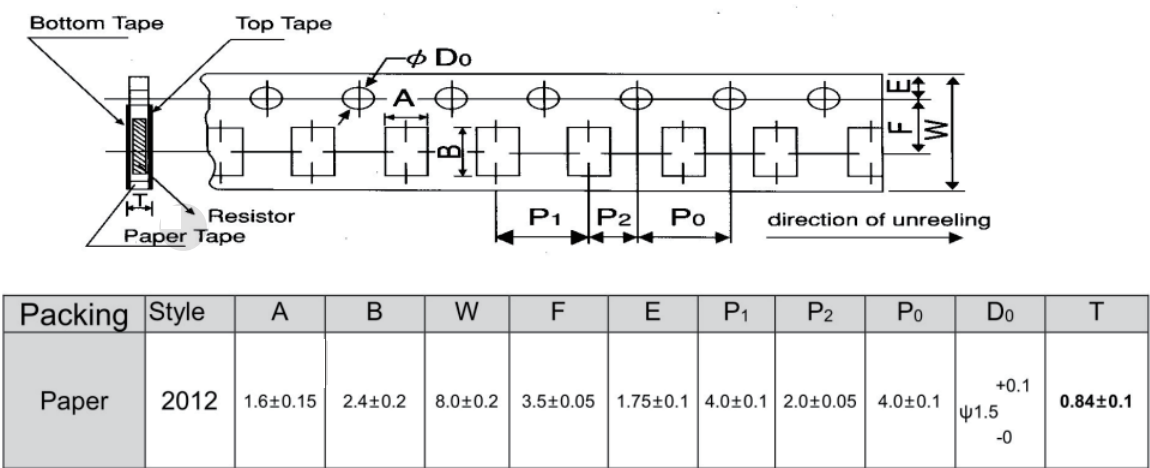 Bottom Tape
Top Tape
ϕ D0
A
B
E
F
W
T
Resistor
Paper Tape
P1
P2
P0
direction of unreeling
Packing Style A B W F E P1 P2 P0 D0 T
Paper 2012 1.6±0.15 2.4±0.2 8.0±0.2 3.5±0.05 1.75±0.1 4.0±0.1 2.0±0.05 4.0±0.1 ψ1.5 +0.1 -0 0.84±0.1